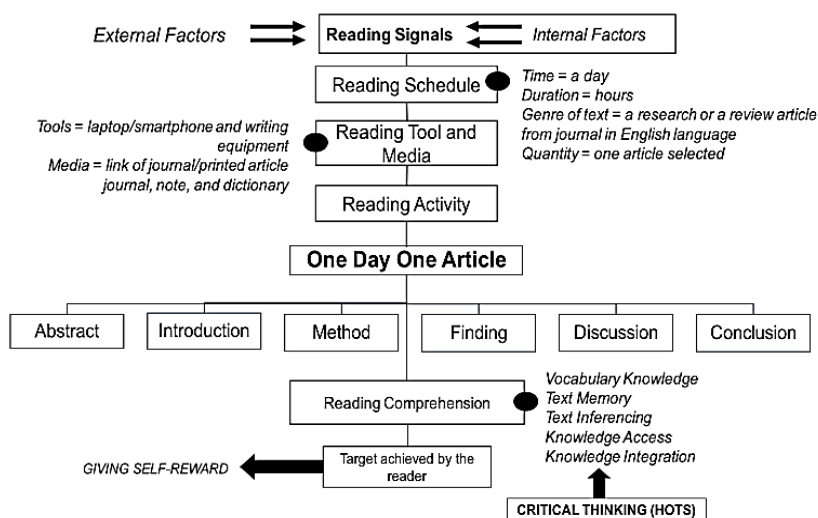 External Factors
Reading Signals
Internal Factors
Reading Schedule
Time = a day
Duration = hours
Genre of text = a research or a review article
from journal in English language
Quantity = one article selected
Tools = laptop/smartphone and writing
equipment
Media = link of journal/printed article
journal, note, and dictionary
Reading Tool and
Media
Reading Activity
One Day One Article
Abstract
Introduction
Method
Finding
Discussion
Conclusion
Reading Comprehension
Vocabulary Knowledge
Text Memory
Text Inferencing
Knowledge Access
Knowledge Integration
GIVING SELF-REWARD
Target achieved by the
reader
CRITICAL THINKING (HOTS)